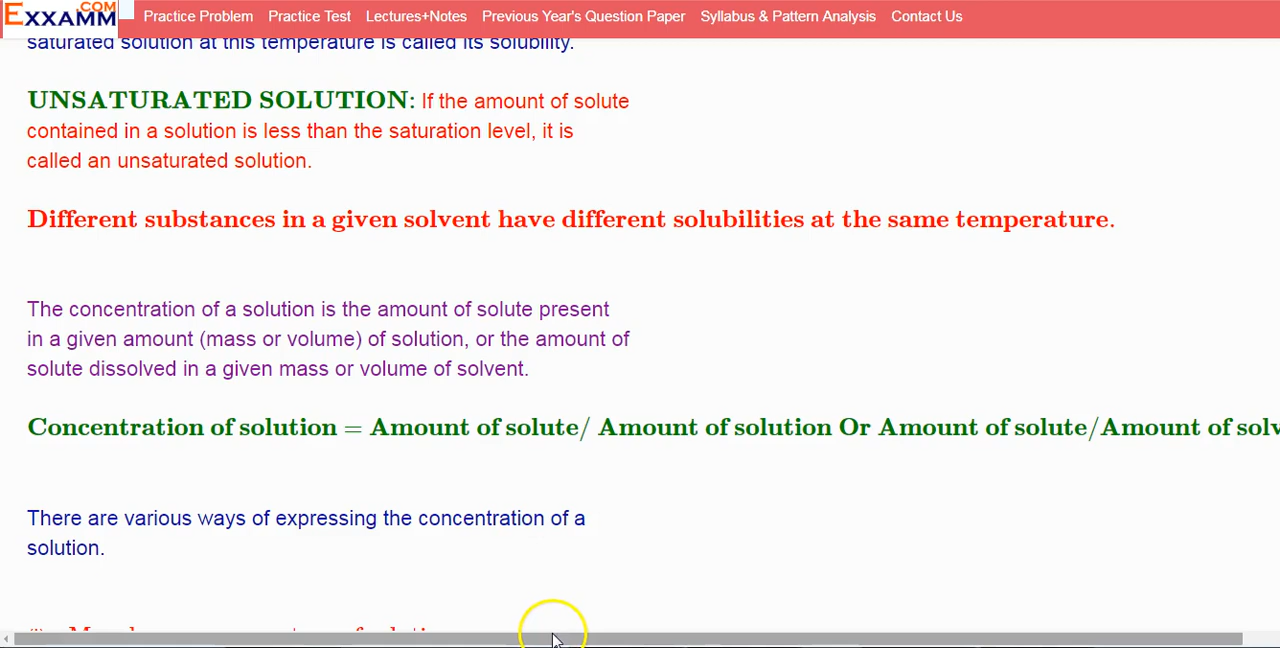 EXXAMM.COM
Practice Problem Practice Test Lectures+Notes Previous Year's Question Paper Syllabus & Pattern Analysis Contact Us
saturated solution at this temperature is called its solubility.
UNSATURATED SOLUTION: If the amount of solute
contained in a solution is less than the saturation level, it is
called an unsaturated solution.
Different substances in a given solvent have different solubilities at the same temperature.
The concentration of a solution is the amount of solute present
in a given amount (mass or volume) of solution, or the amount of
solute dissolved in a given mass or volume of solvent.
Concentration of solution = Amount of solute/ Amount of solution Or Amount of solute/Amount of solv
There are various ways of expressing the concentration of a
solution.